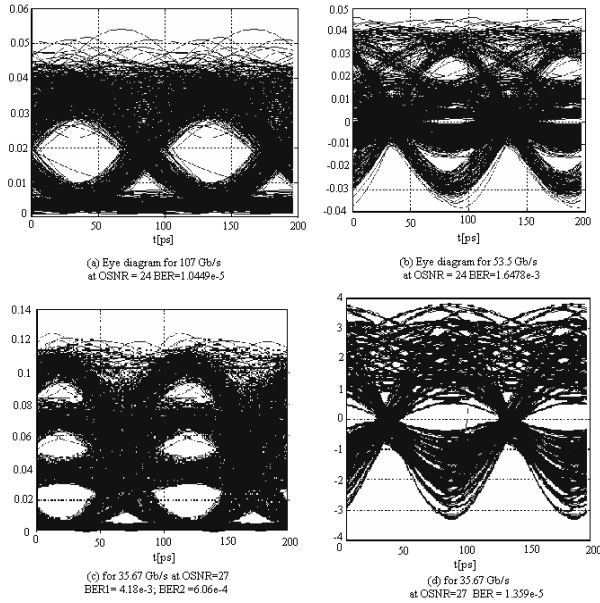 0.06
0.05
0.04
0.03
0.02
0.01
0
0 50 100 150 200
t[ps]
(a) Eye diagram for 107 Gb/s
at OSNR = 24 BER=1.0449e-5
0.05
0.04
0.03
0.02
0.01
0
-0.01
-0.02
-0.03
-0.04
0 50 100 150 200
t[ps]
(b) Eye diagram for 53.5 Gb/s
at OSNR = 24 BER=1.6478e-3
0.14
0.12
0.1
0.08
0.06
0.04
0.02
0
0 50 100 150 200
t[ps]
(c) for 35.67 Gb/s at OSNR=27
BER1= 4.18e-3; BER2 =6.06e-4
4
3
2
1
0
-1
-2
-3
-4
0 50 100 150 200
t[ps]
(d) for 35.67 Gb/s
at OSNR=27 BER = 1.359e-5